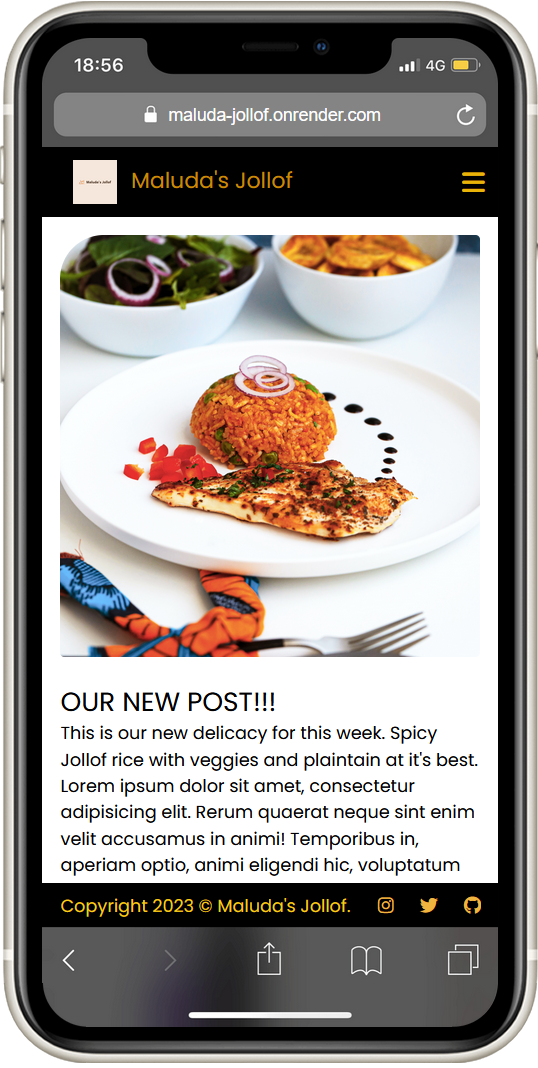 18:56
4G
maluda-jollof.onrender.com
Maluda's Jollof
Maluda's Jollof
OUR NEW POST!!!
This is our new delicacy for this week. Spicy
Jollof rice with veggies and plaintain at it's best.
Lorem ipsum dolor sit amet, consectetur
adipisicing elit. Rerum quaerat neque sint enim
velit accusamus in animi! Temporibus in,
aperiam optio, animi eligendi hic, voluptatum
Copyright 2023 © Maluda's Jollof.